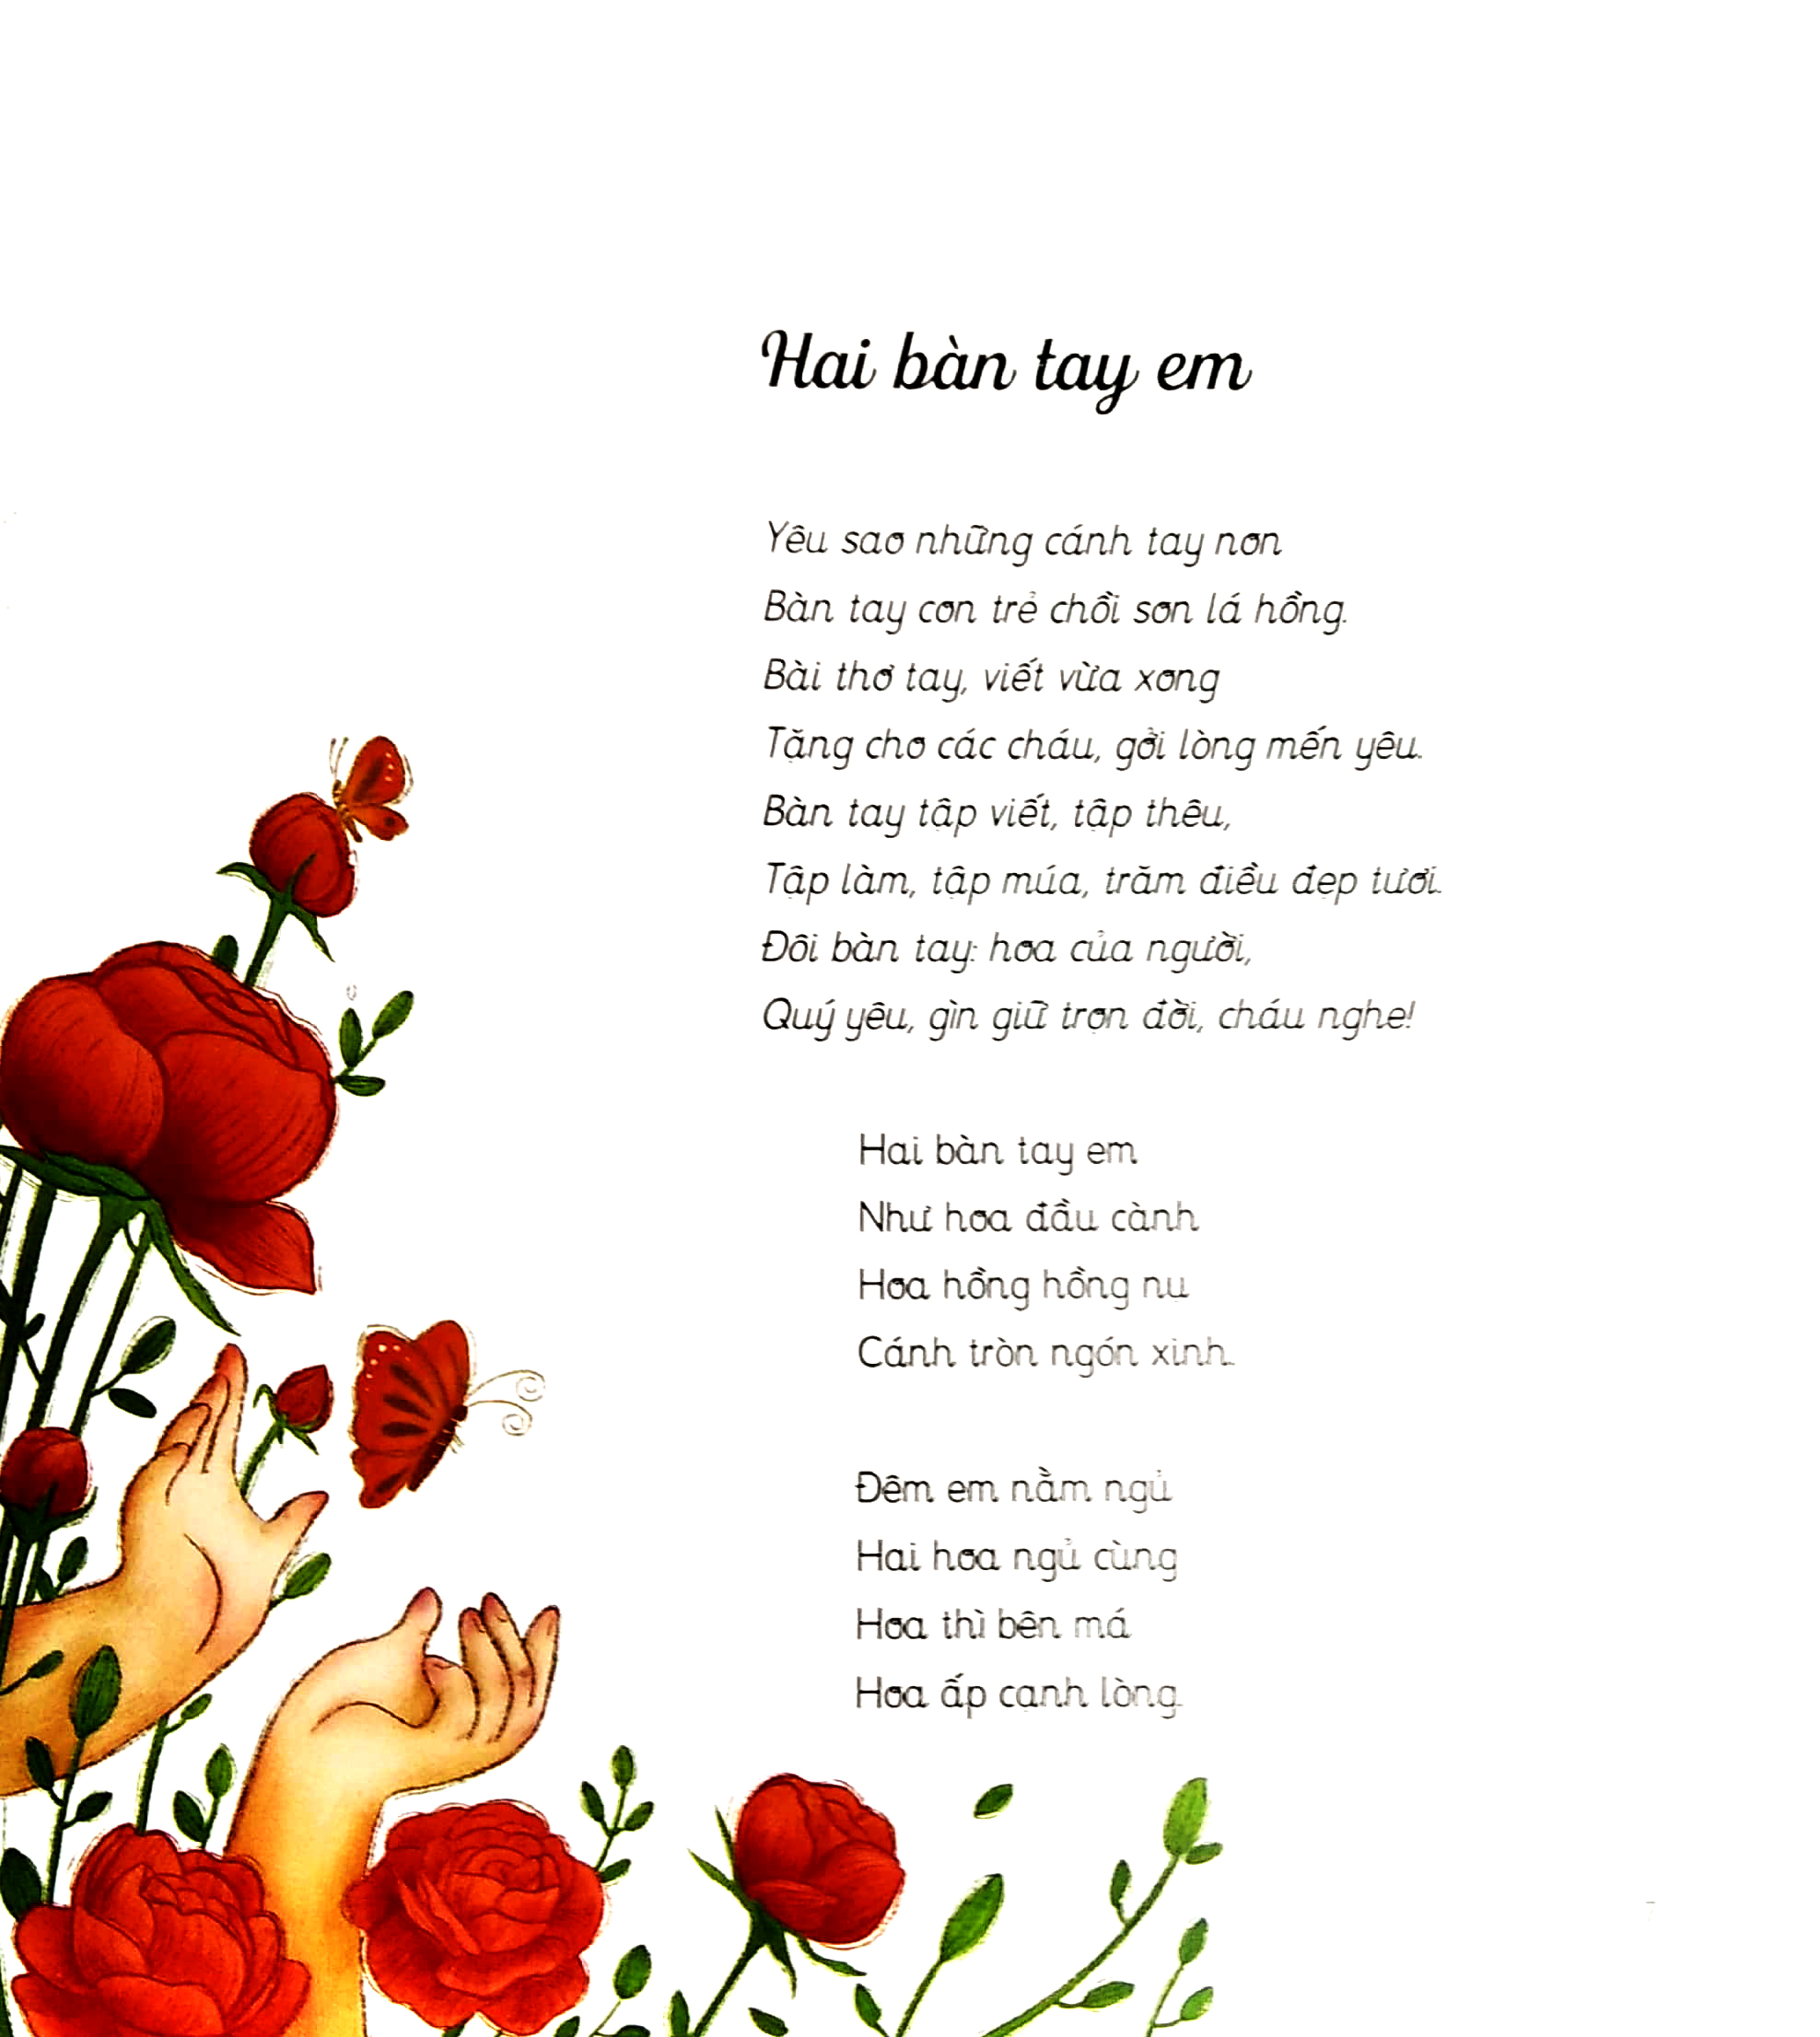 Hai bàn tay em
Yêu sao những cánh tay non
Bàn tay con trẻ chồi son lá hồng.
Bài thơ tay, viết vừa xong
Tặng cho các cháu, gởi lòng mến yêu.
Bàn tay tập viết, tập thêu,
Tập làm, tập múa, trăm điều đẹp tươi.
Đôi bàn tay: hoa của người,
Quý yêu, gìn giữ trọn đời, cháu nghe!
Hai bàn tay em
Như hoa đầu cành
Hoa hồng hồng nụ
Cánh tròn ngón xinh.
Đêm em nằm ngủ
Hai hoa ngủ cùng
Hoa thì bên má
Hoa ấp cạnh lòng.